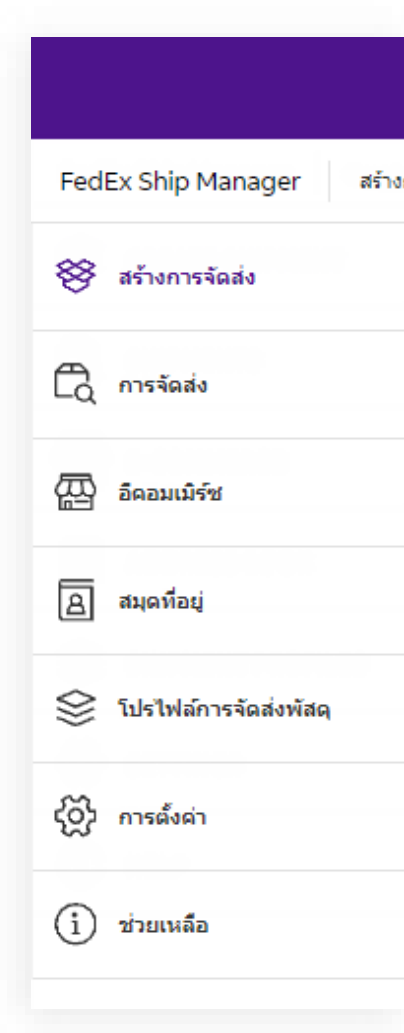 FedEx Ship Manager
สร้างการจัดส่ง
การจัดส่ง
อีคอมเมิร์ซ
สมุดที่อยู่
โปรไฟล์การจัดส่งพัสดุ
การตั้งค่า
ช่วยเหลือ